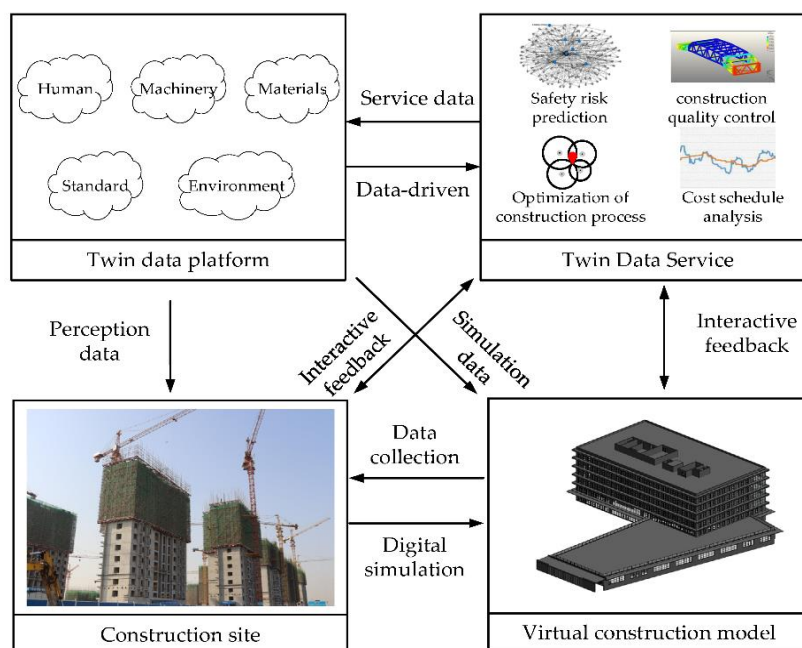 Human
Machinery
Materials
Standard
Environment
Twin data platform
Service data
Data-driven
Safety risk
prediction
construction
quality control
Optimization of
construction process
Cost schedule
analysis
Twin Data Service
Perception
data
Interactive
feedback
Simulation
data
Interactive
feedback
Data
collection
Digital
simulation
Construction site
Virtual construction model